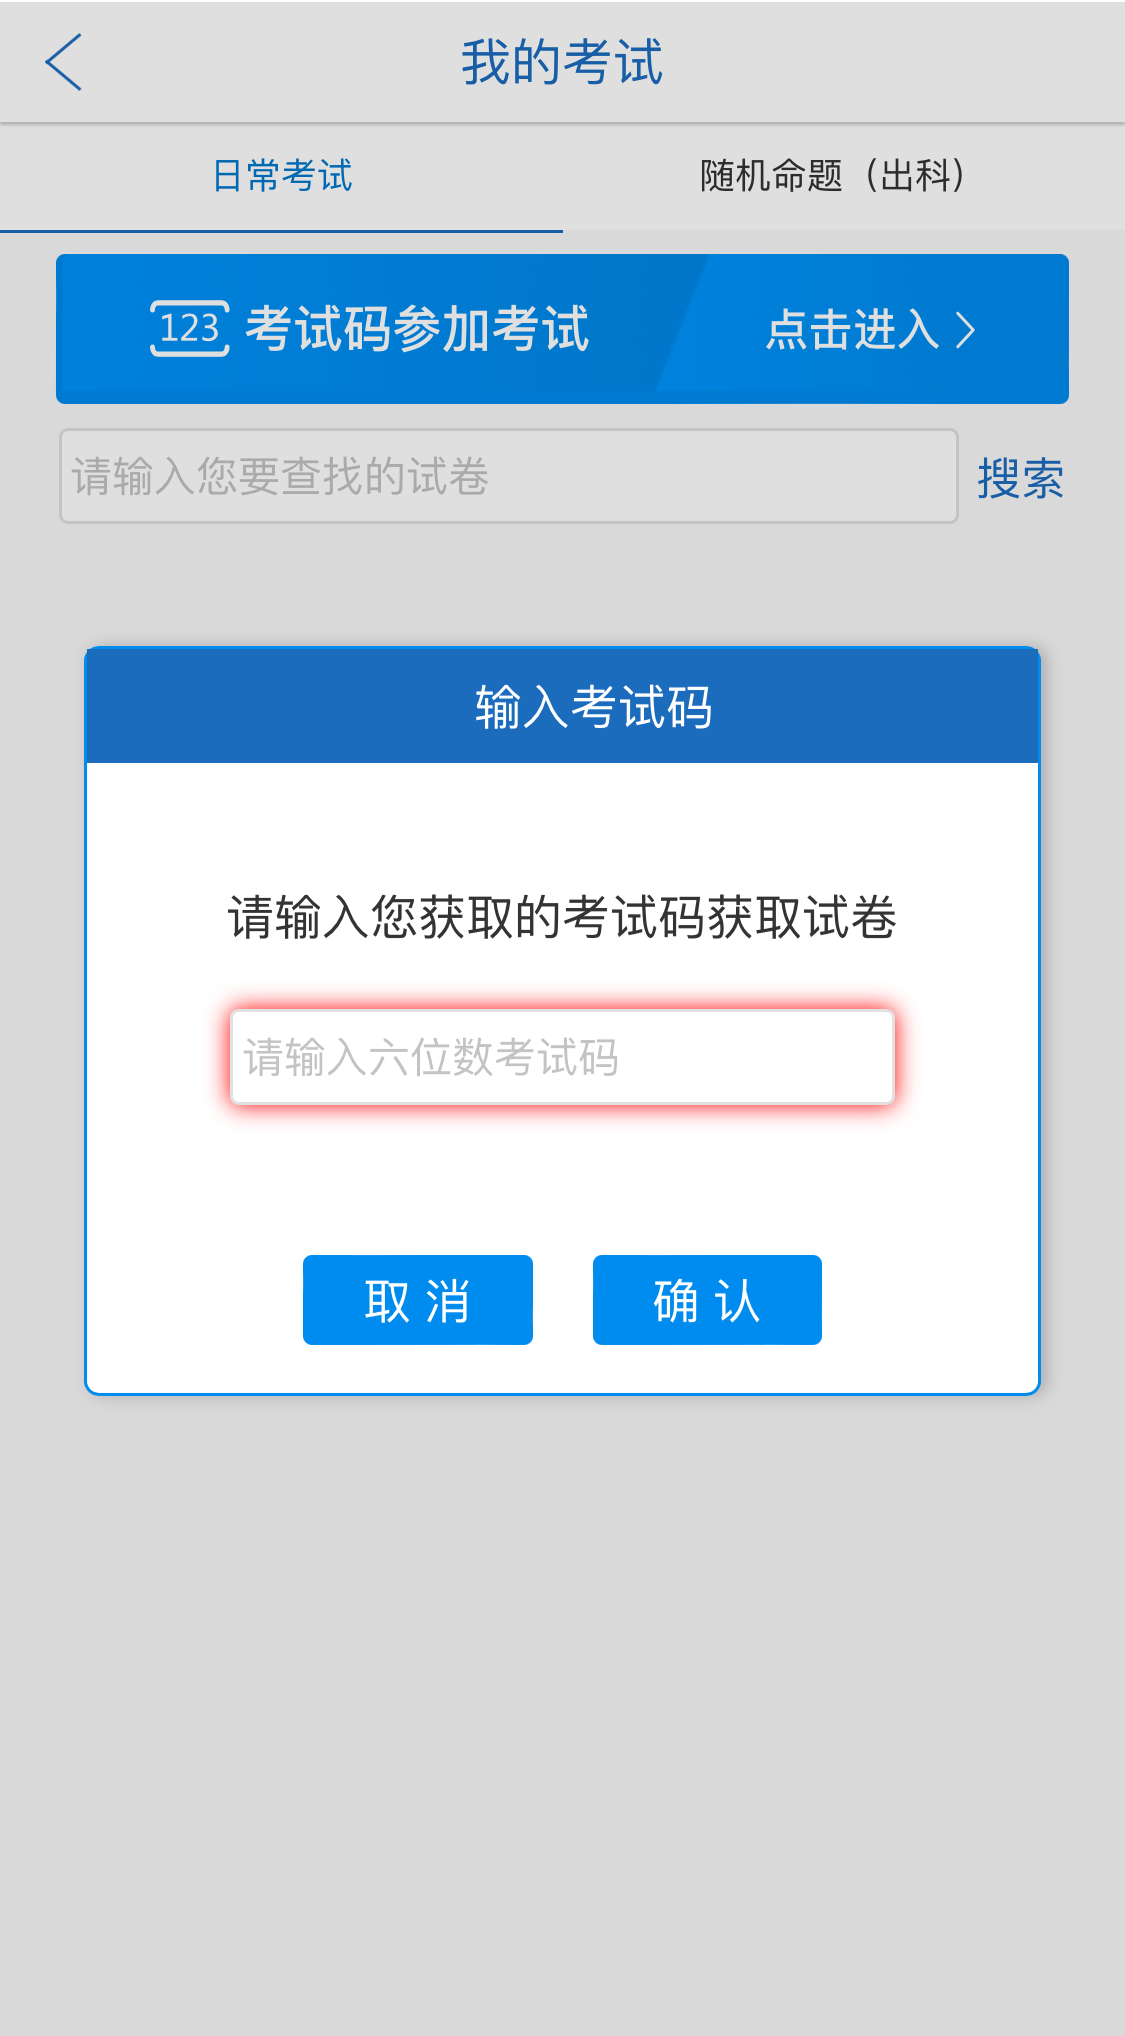 我的考试
日常考试
随机命题（出科）
123 考试码参加考试 点击进入
请输入您要查找的试卷 搜索
输入考试码
请输入您获取的考试码获取试卷
请输入六位数考试码
取 消 确 认